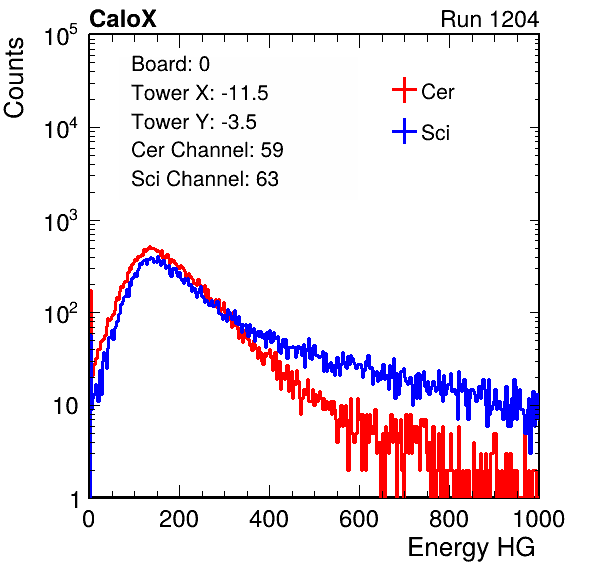 CaloX Run 1204
Counts
10^5
10^4
10^3
10^2
10
1
Board: 0
Tower X: -11.5
Tower Y: -3.5
Cer Channel: 59
Sci Channel: 63
Cer
Sci
0 200 400 600 800 1000
Energy HG